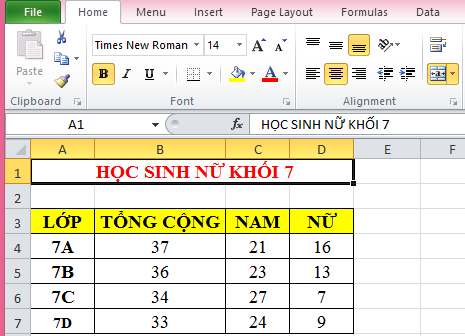 File Home Menu Insert Page Layout Formulas Data
Times New Roman 14 A A
Paste B I U A
Clipboard Font Alignment
A1 fx HỌC SINH NỮ KHỐI 7
A B C D E F
1 HỌC SINH NỮ KHỐI 7
2
3 LỚP TỔNG CỘNG NAM NỮ
4 7A 37 21 16
5 7B 36 23 13
6 7C 34 27 7
7 7D 33 24 9